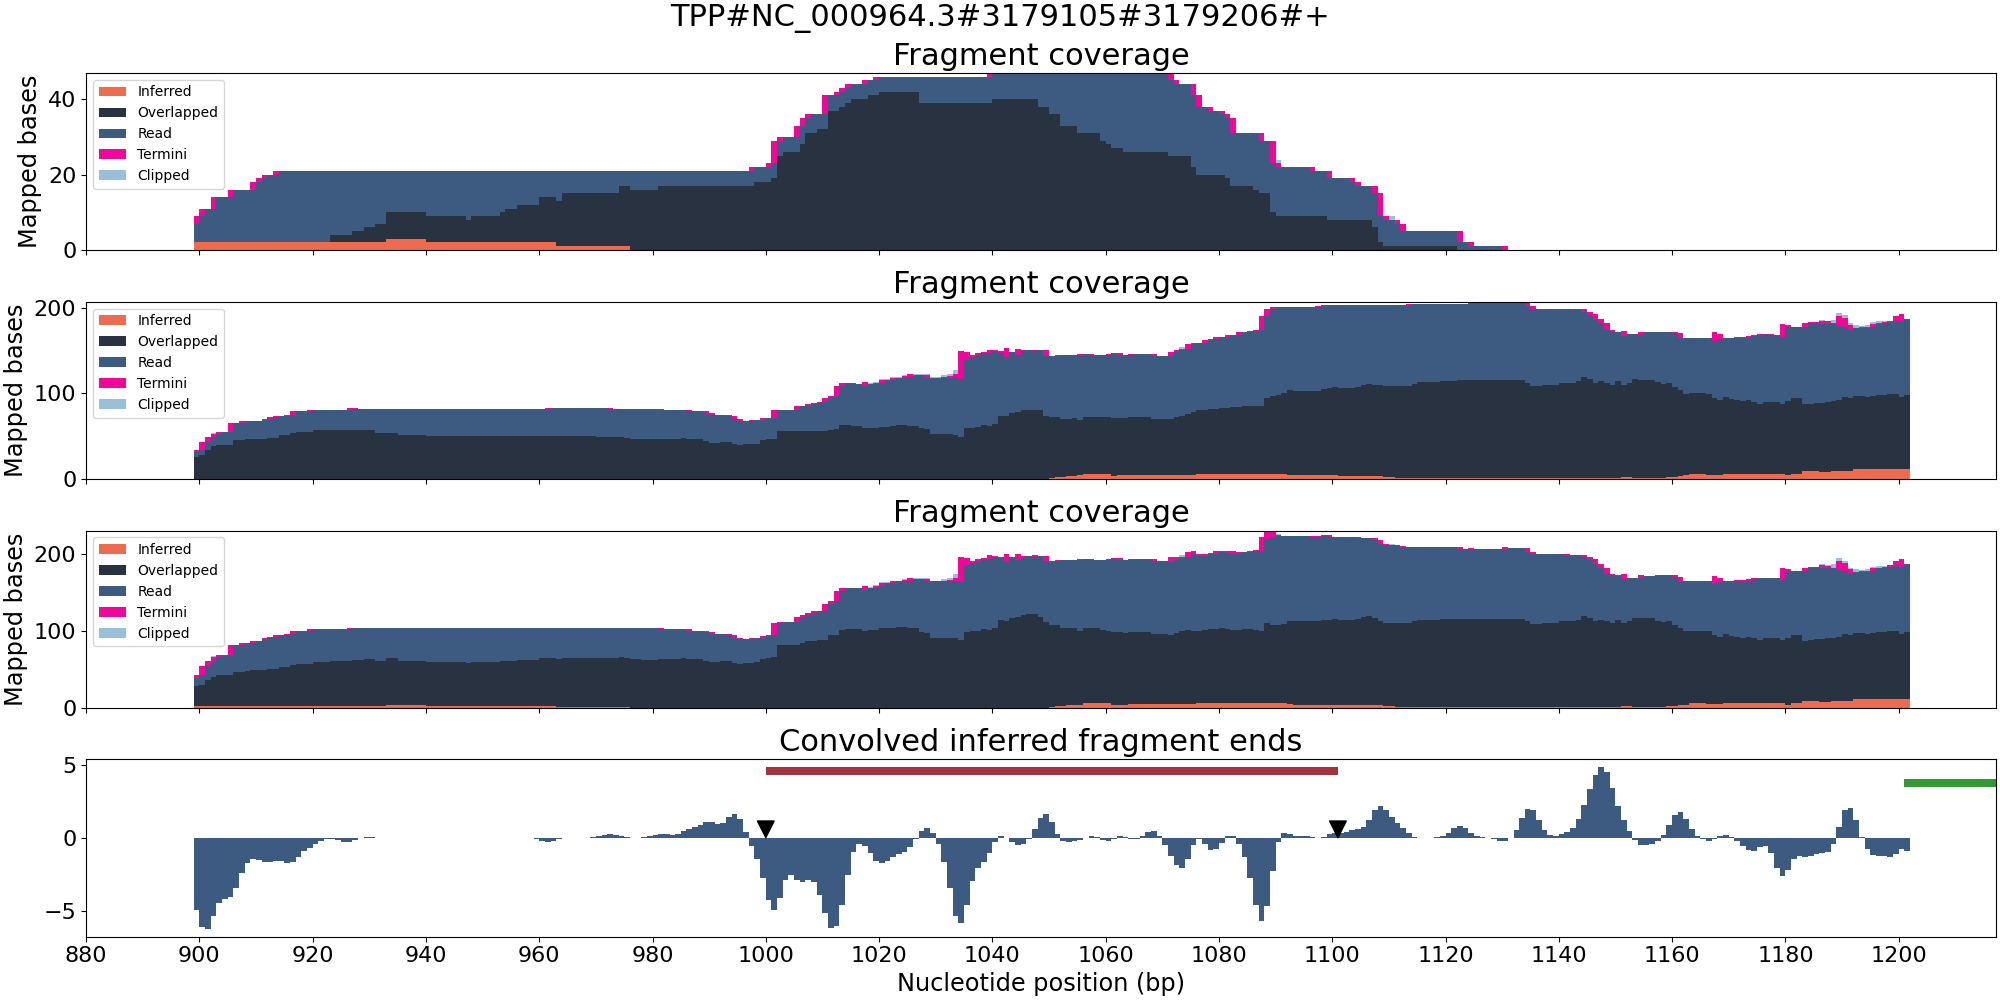 TPP#NC_000964.3#3179105#3179206#+
Fragment coverage
Mapped bases
40
20
0
Inferred
Overlapped
Read
Termini
Clipped
Fragment coverage
Mapped bases
200
100
0
Inferred
Overlapped
Read
Termini
Clipped
Fragment coverage
Mapped bases
200
100
0
Inferred
Overlapped
Read
Termini
Clipped
Convolved inferred fragment ends
5
0
−5
880 900 920 940 960 980 1000 1020 1040 1060 1080 1100 1120 1140 1160 1180 1200
Nucleotide position (bp)